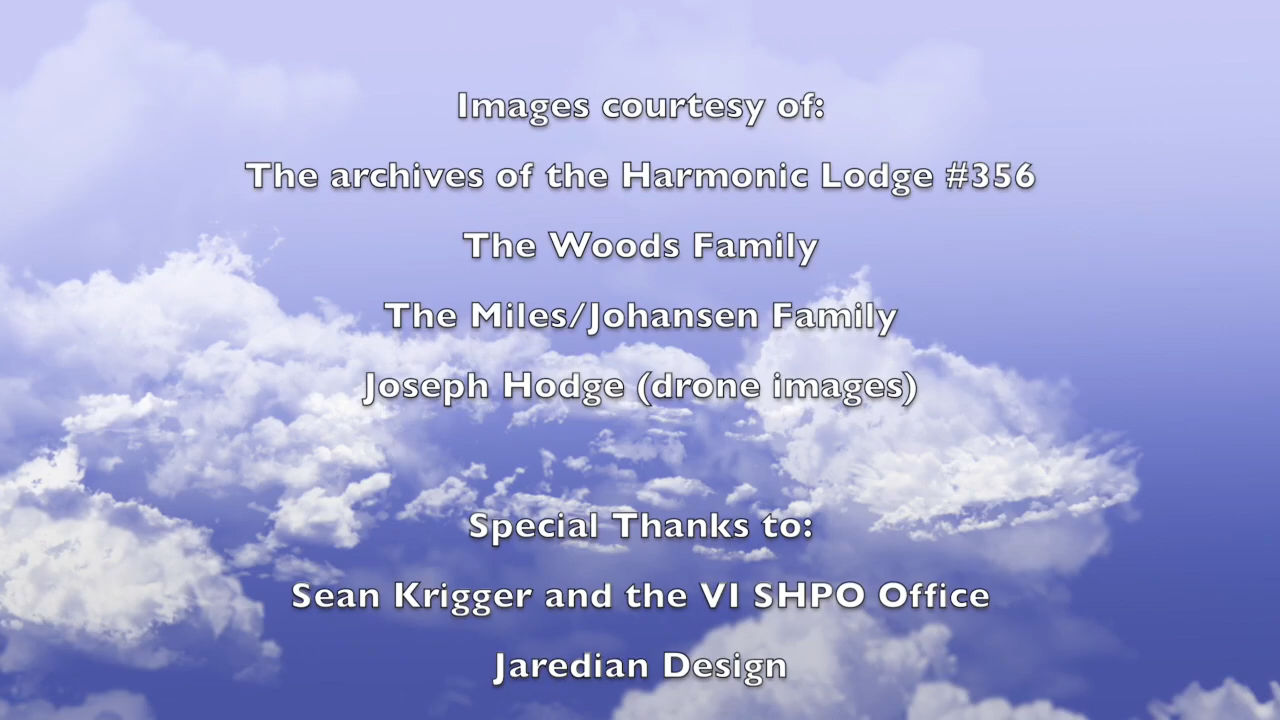 Images courtesy of:
The archives of the Harmonic Lodge #356
The Woods Family
The Miles/Johansen Family
Joseph Hodge (drone images)
Special Thanks to:
Sean Krigger and the VI SHPO Office
Jaredian Design